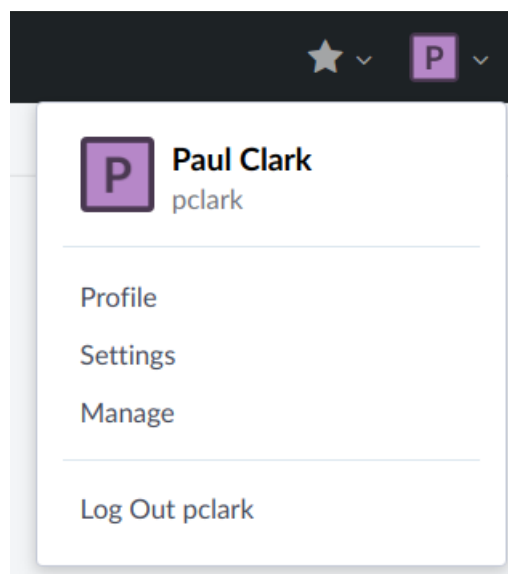 P
P
Paul Clark
pclark
Profile
Settings
Manage
Log Out pclark